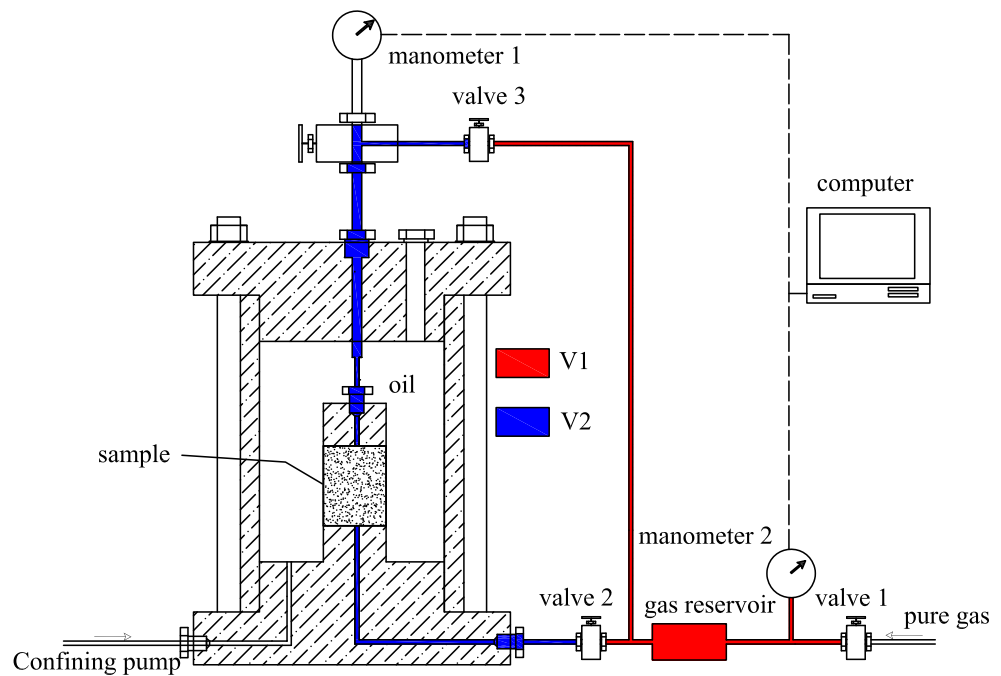 manometer 1
valve 3
computer
V1
oil
V2
sample
manometer 2
valve 2
gas reservoir
valve 1
pure gas
Confining pump